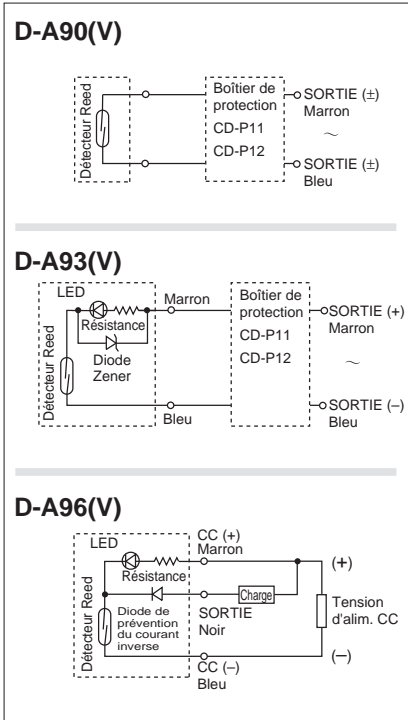 D-A90(V)
Détecteur Reed
Boîtier de
protection
CD-P11
CD-P12
SORTIE (±)
Marron
~
SORTIE (±)
Bleu
D-A93(V)
LED
Résistance
Diode
Zener
Détecteur Reed
Marron
Bleu
Boîtier de
protection
CD-P11
CD-P12
SORTIE (+)
Marron
~
SORTIE (–)
Bleu
D-A96(V)
LED
Résistance
Diode de
prévention
du courant
inverse
Détecteur Reed
CC (+)
Marron
Charge
SORTIE
Noir
CC (–)
Bleu
(+)
Tension
d'alim. CC
(–)